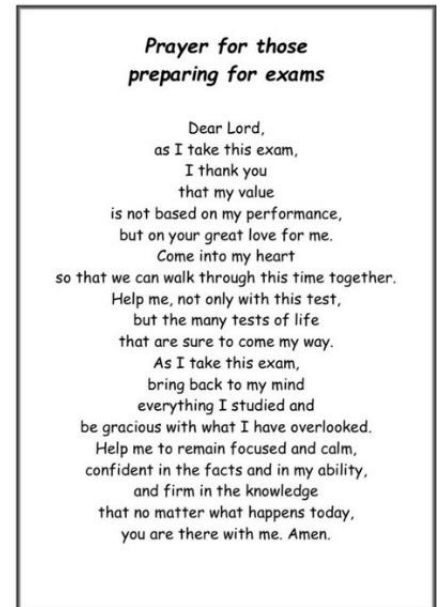 Prayer for those
preparing for exams
Dear Lord,
as I take this exam,
I thank you
that my value
is not based on my performance,
but on your great love for me.
Come into my heart
so that we can walk through this time together.
Help me, not only with this test,
but the many tests of life
that are sure to come my way.
As I take this exam,
bring back to my mind
everything I studied and
be gracious with what I have overlooked.
Help me to remain focused and calm,
confident in the facts and in my ability,
and firm in the knowledge
that no matter what happens today,
you are there with me. Amen.